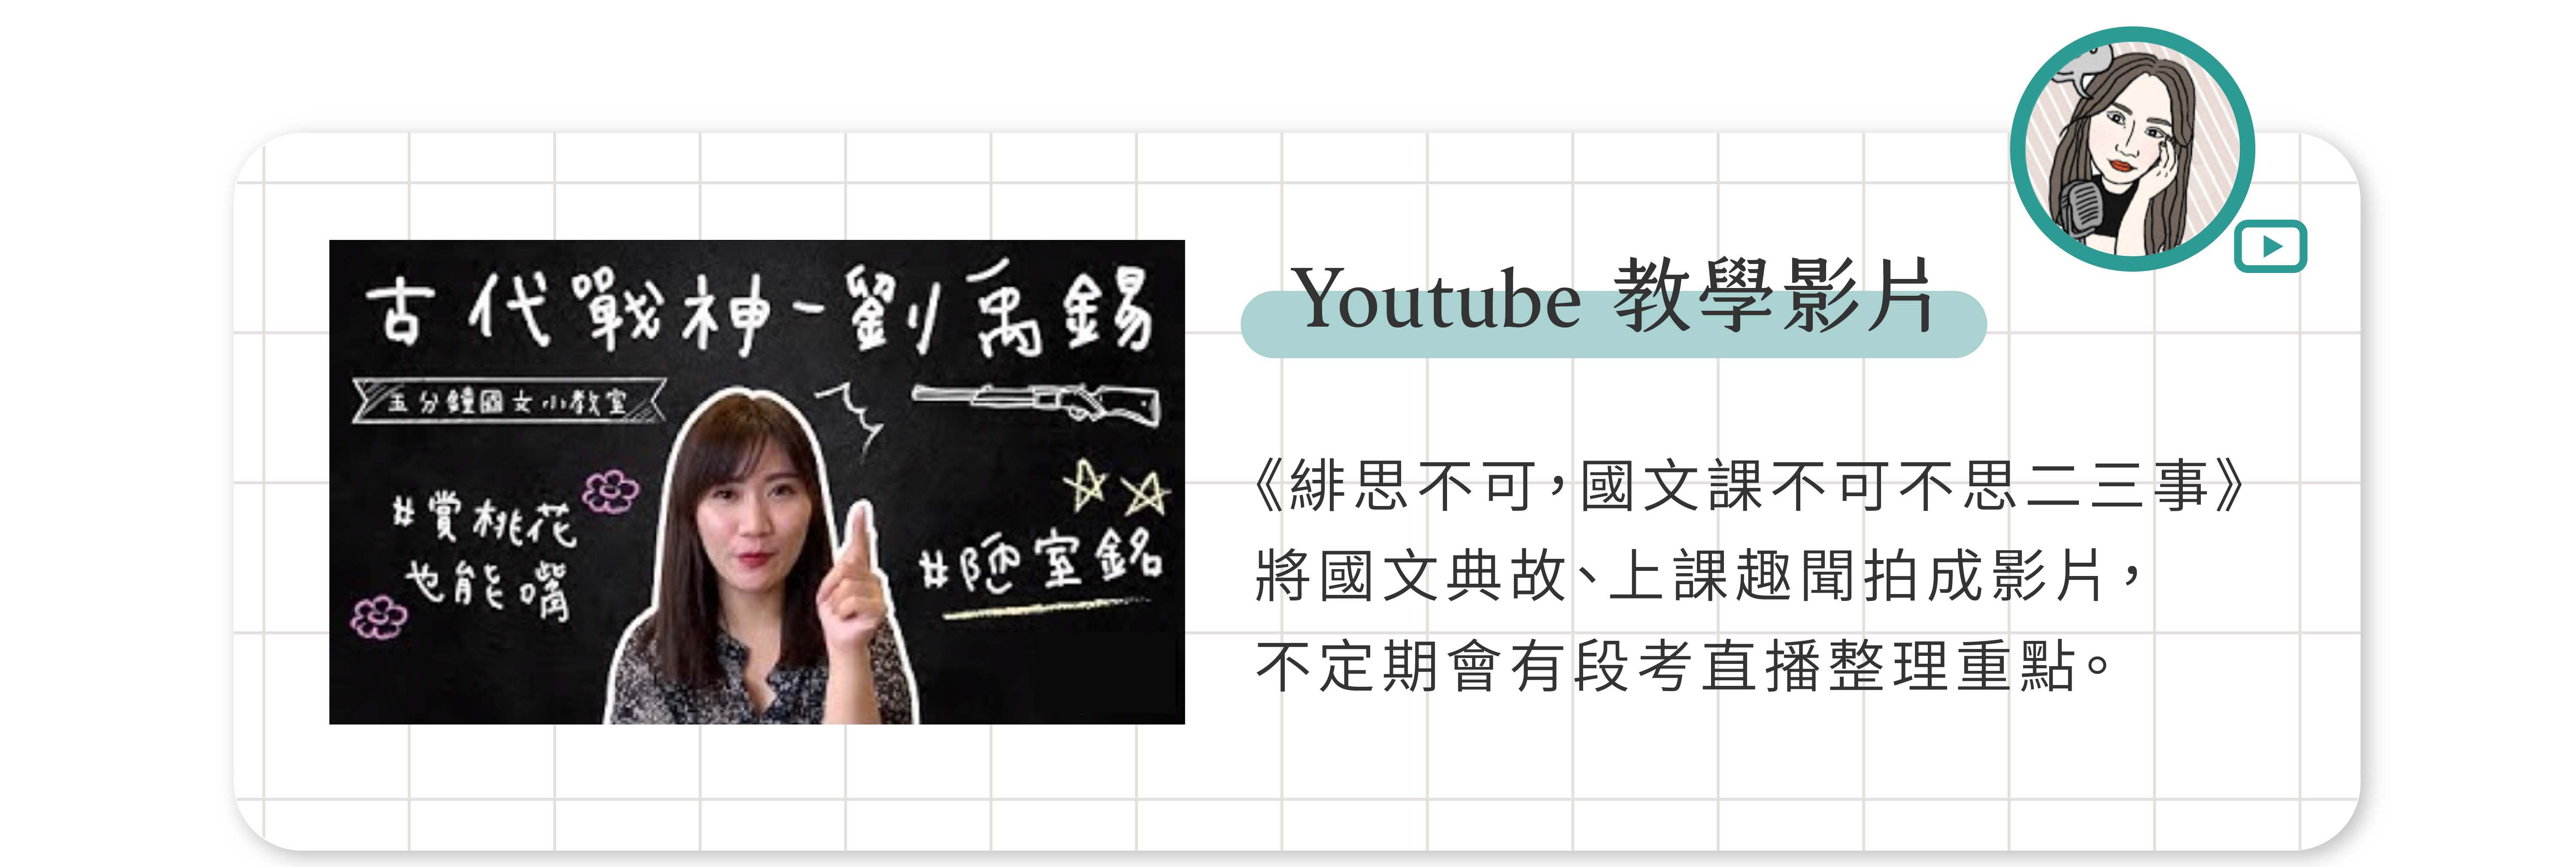 古代戰神-劉禹錫
五分鐘國文小教室
#賞桃花
也能嘴
#陋室銘
Youtube 教學影片
《緋思不可，國文課不可不思二三事》
將國文典故、上課趣聞拍成影片，
不定期會有段考直播整理重點。